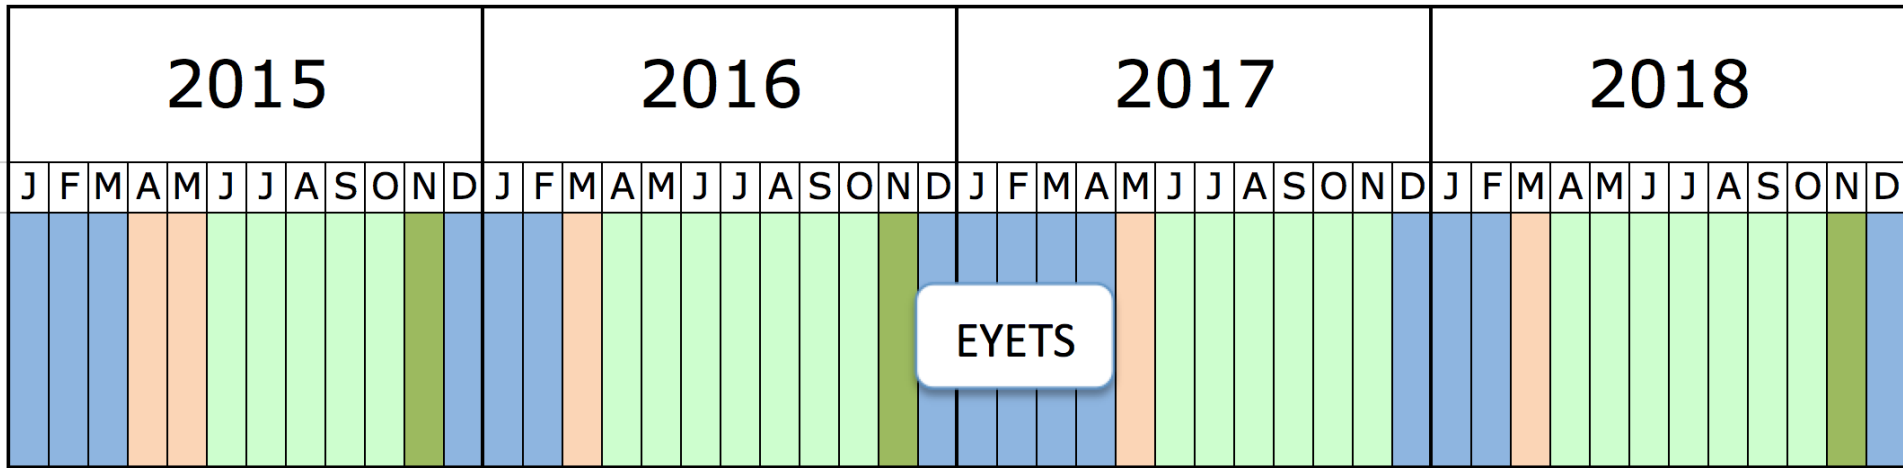 2015 2016 2017 2018
J F M A M J J A S O N D J F M A M J J A S O N D J F M A M J J A S O N D J F M A M J J A S O N D
EYETS